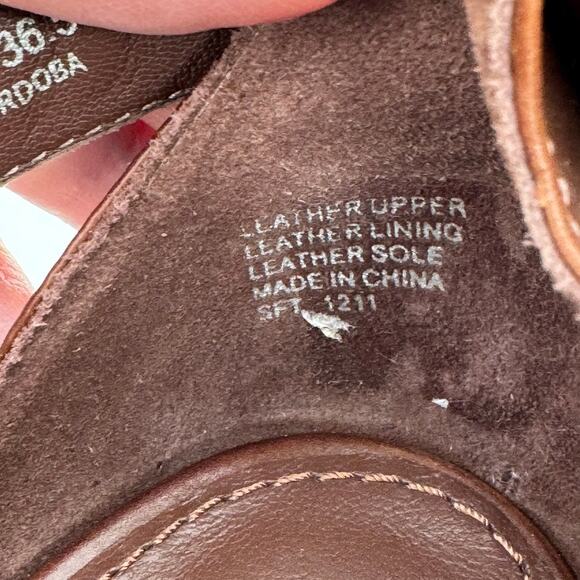 36.5
RDOBA
LEATHER UPPER
LEATHER LINING
LEATHER SOLE
MADE IN CHINA
SFT 1211